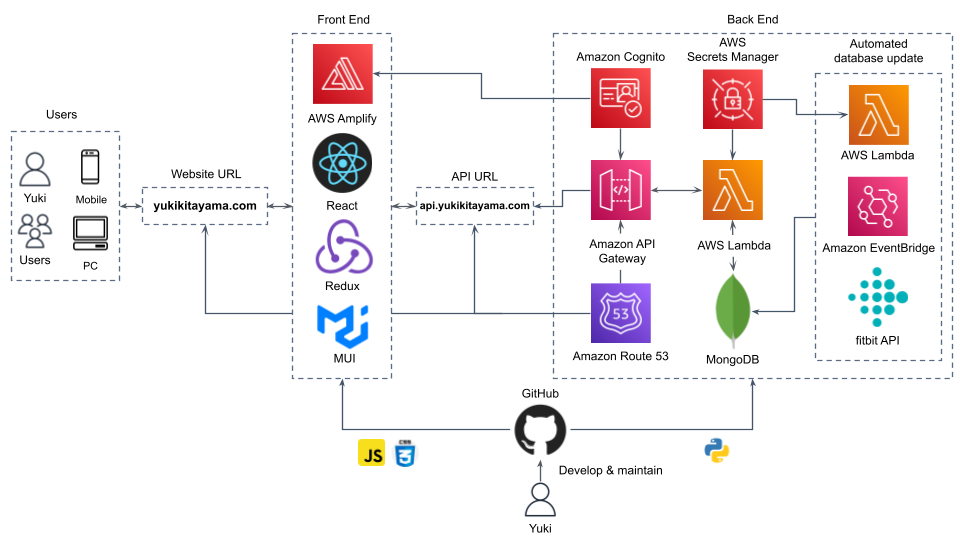 Front End
Back End
Users
Yuki
Mobile
Users
PC
Website URL
yukikitayama.com
AWS Amplify
React
Redux
MUI
API URL
api.yukikitayama.com
Amazon Cognito
AWS
Secrets Manager
Amazon API
Gateway
AWS Lambda
53
Amazon Route 53
MongoDB
Automated
database update
AWS Lambda
Amazon EventBridge
fitbit API
GitHub
JS
CSS
3
Develop & maintain
Yuki